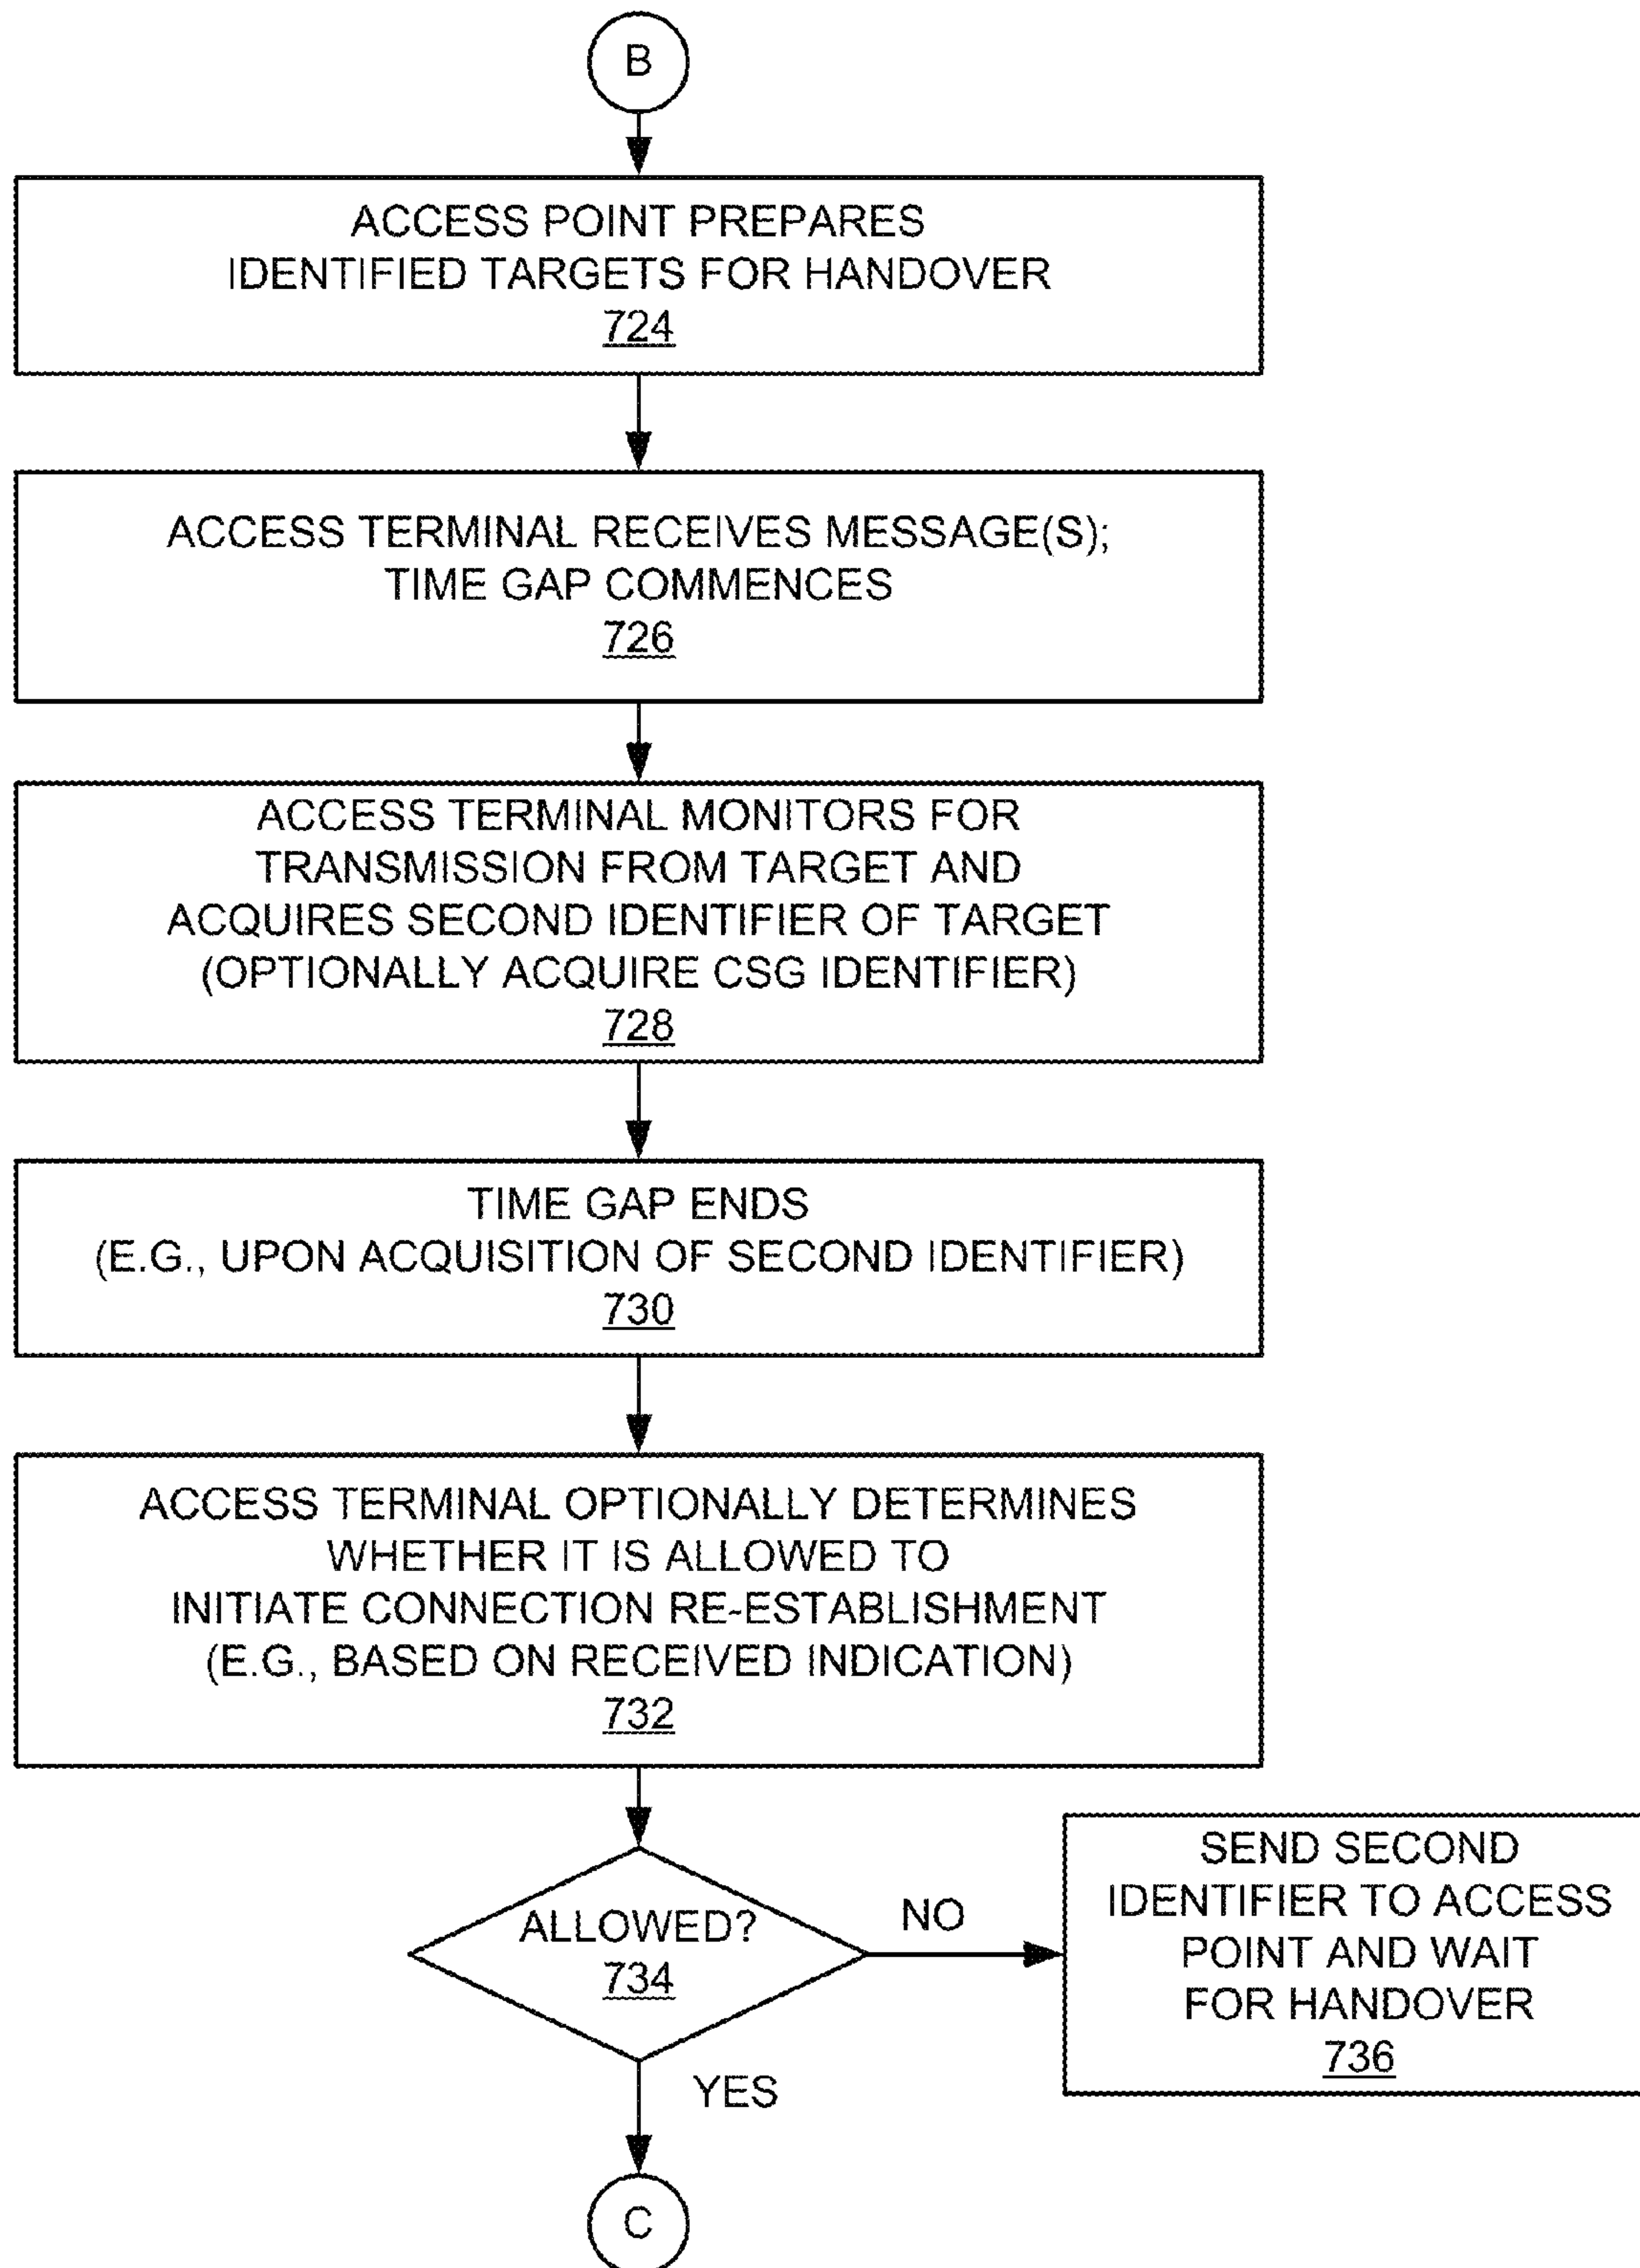 B
ACCESS POINT PREPARES
IDENTIFIED TARGETS FOR HANDOVER
724
ACCESS TERMINAL RECEIVES MESSAGE(S);
TIME GAP COMMENCES
726
ACCESS TERMINAL MONITORS FOR
TRANSMISSION FROM TARGET AND
ACQUIRES SECOND IDENTIFIER OF TARGET
(OPTIONALLY ACQUIRE CSG IDENTIFIER)
728
TIME GAP ENDS
(E.G., UPON ACQUISITION OF SECOND IDENTIFIER)
730
ACCESS TERMINAL OPTIONALLY DETERMINES
WHETHER IT IS ALLOWED TO
INITIATE CONNECTION RE-ESTABLISHMENT
(E.G., BASED ON RECEIVED INDICATION)
732
ALLOWED?
734
NO
SEND SECOND
IDENTIFIER TO ACCESS
POINT AND WAIT
FOR HANDOVER
736
YES
C